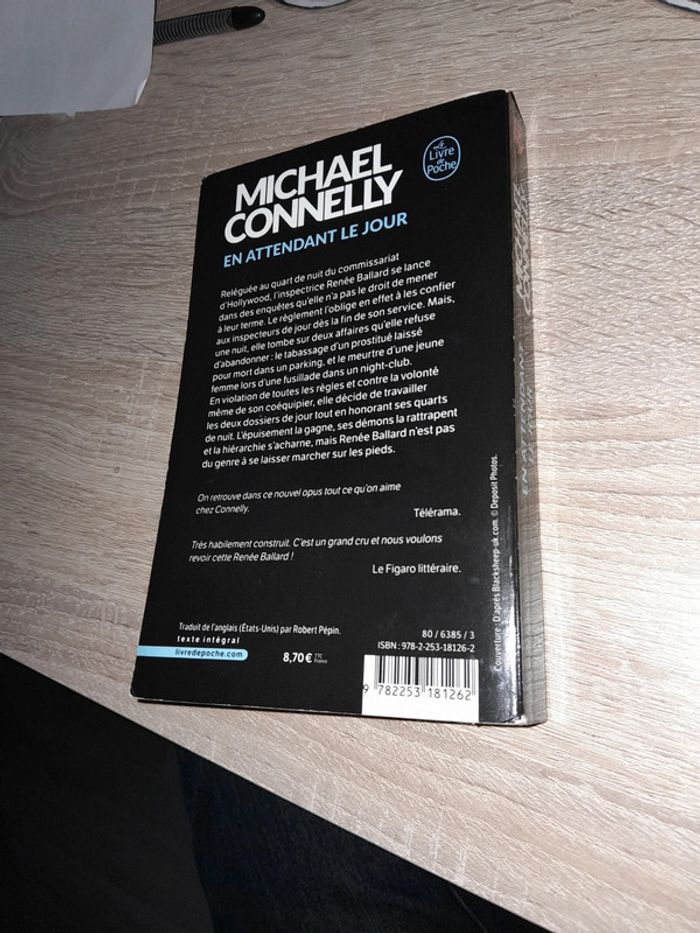 Le
Livre
de
Poche
MICHAEL
CONNELLY
EN ATTENDANT LE JOUR
Reléguée au quart de nuit du commissariat
d'Hollywood, l'inspectrice Renée Ballard se lance
dans des enquêtes qu'elle n'a pas le droit de mener
à leur terme. Le règlement l'oblige en effet à les confier
aux inspecteurs de jour dès la fin de son service. Mais,
une nuit, elle tombe sur deux affaires qu'elle refuse
d'abandonner : le tabassage d'un prostitué laissé
pour mort dans un parking, et le meurtre d'une jeune
femme lors d'une fusillade dans un night-club.
En violation de toutes les règles et contre la volonté
même de son coéquipier, elle décide de travailler
les deux dossiers de jour tout en honorant ses quarts
de nuit. L'épuisement la gagne, ses démons la rattrapent
et la hiérarchie s'acharne, mais Renée Ballard n'est pas
du genre à se laisser marcher sur les pieds.
On retrouve dans ce nouvel opus tout ce qu'on aime
chez Connelly.
Télérama.
Très habilement construit. C'est un grand cru et nous voulons
revoir cette Renée Ballard !
Le Figaro littéraire.
Traduit de l'anglais (États-Unis) par Robert Pépin.
texte intégral
livredepoche.com
8,70 € TTC
France
80 / 6385 / 3
ISBN : 978-2-253-18126-2
9 782253 181262
Couverture : D'après Blacksheep-uk.com. © Deposit Photos.
MICHAEL
CONNELLY
EN ATTENDANT
LE JOUR